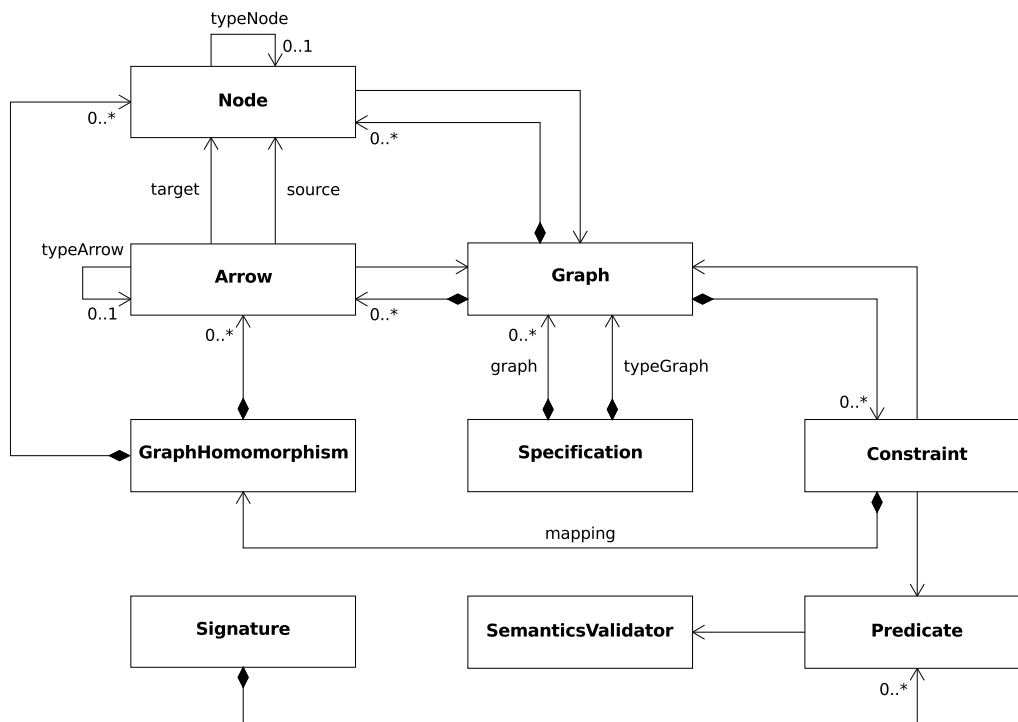 typeNode
0..1
Node
0..*
0..*
target
source
typeArrow
Arrow
Graph
0..1
0..*
0..*
0..*
graph
typeGraph
0..*
GraphHomomorphism
Specification
Constraint
mapping
Signature
SemanticsValidator
Predicate
0..*